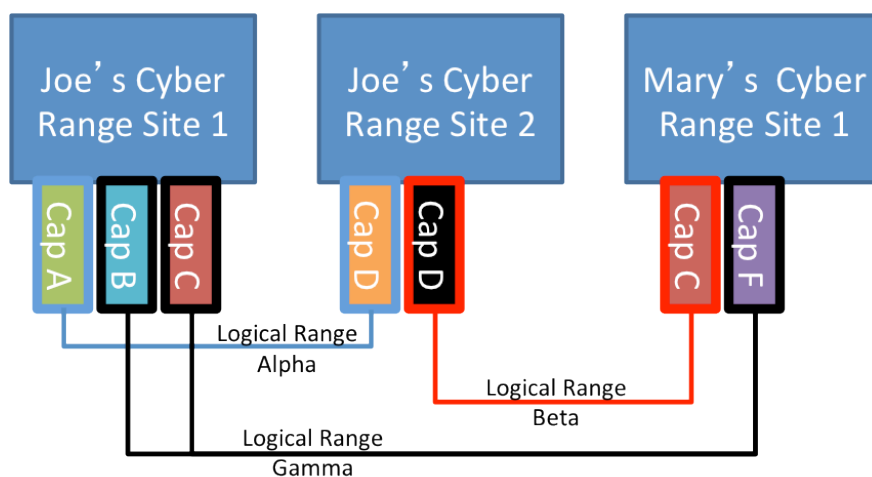 Joe’s Cyber
Range Site 1
Joe’s Cyber
Range Site 2
Mary’s Cyber
Range Site 1
Cap A
Cap B
Cap C
Cap D
Cap D
Cap C
Cap F
Logical Range
Alpha
Logical Range
Beta
Logical Range
Gamma